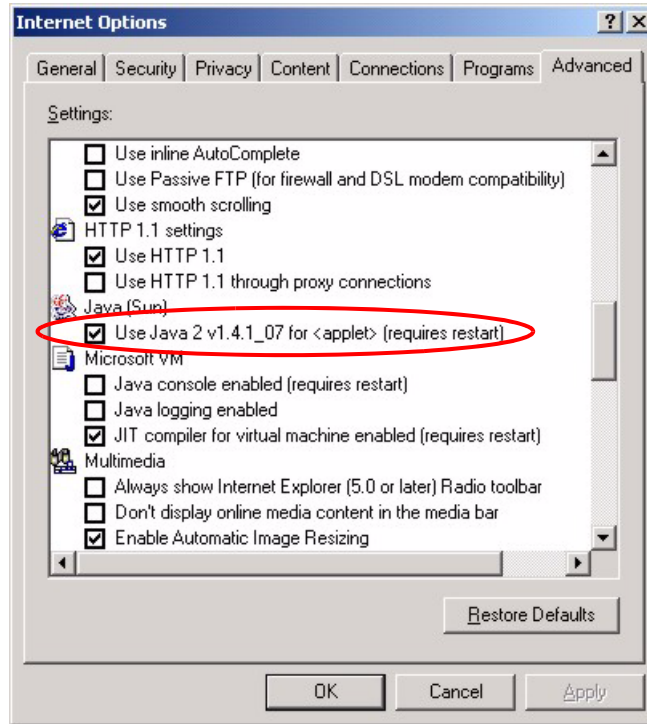 Internet Options
General Security Privacy Content Connections Programs Advanced
Settings:
Use inline AutoComplete
Use Passive FTP (for firewall and DSL modem compatibility)
Use smooth scrolling
HTTP 1.1 settings
Use HTTP 1.1
Use HTTP 1.1 through proxy connections
Java (Sun)
Use Java 2 v1.4.1_07 for <applet> (requires restart)
Microsoft VM
Java console enabled (requires restart)
Java logging enabled
JIT compiler for virtual machine enabled (requires restart)
Multimedia
Always show Internet Explorer (5.0 or later) Radio toolbar
Don't display online media content in the media bar
Enable Automatic Image Resizing
Restore Defaults
OK Cancel Apply